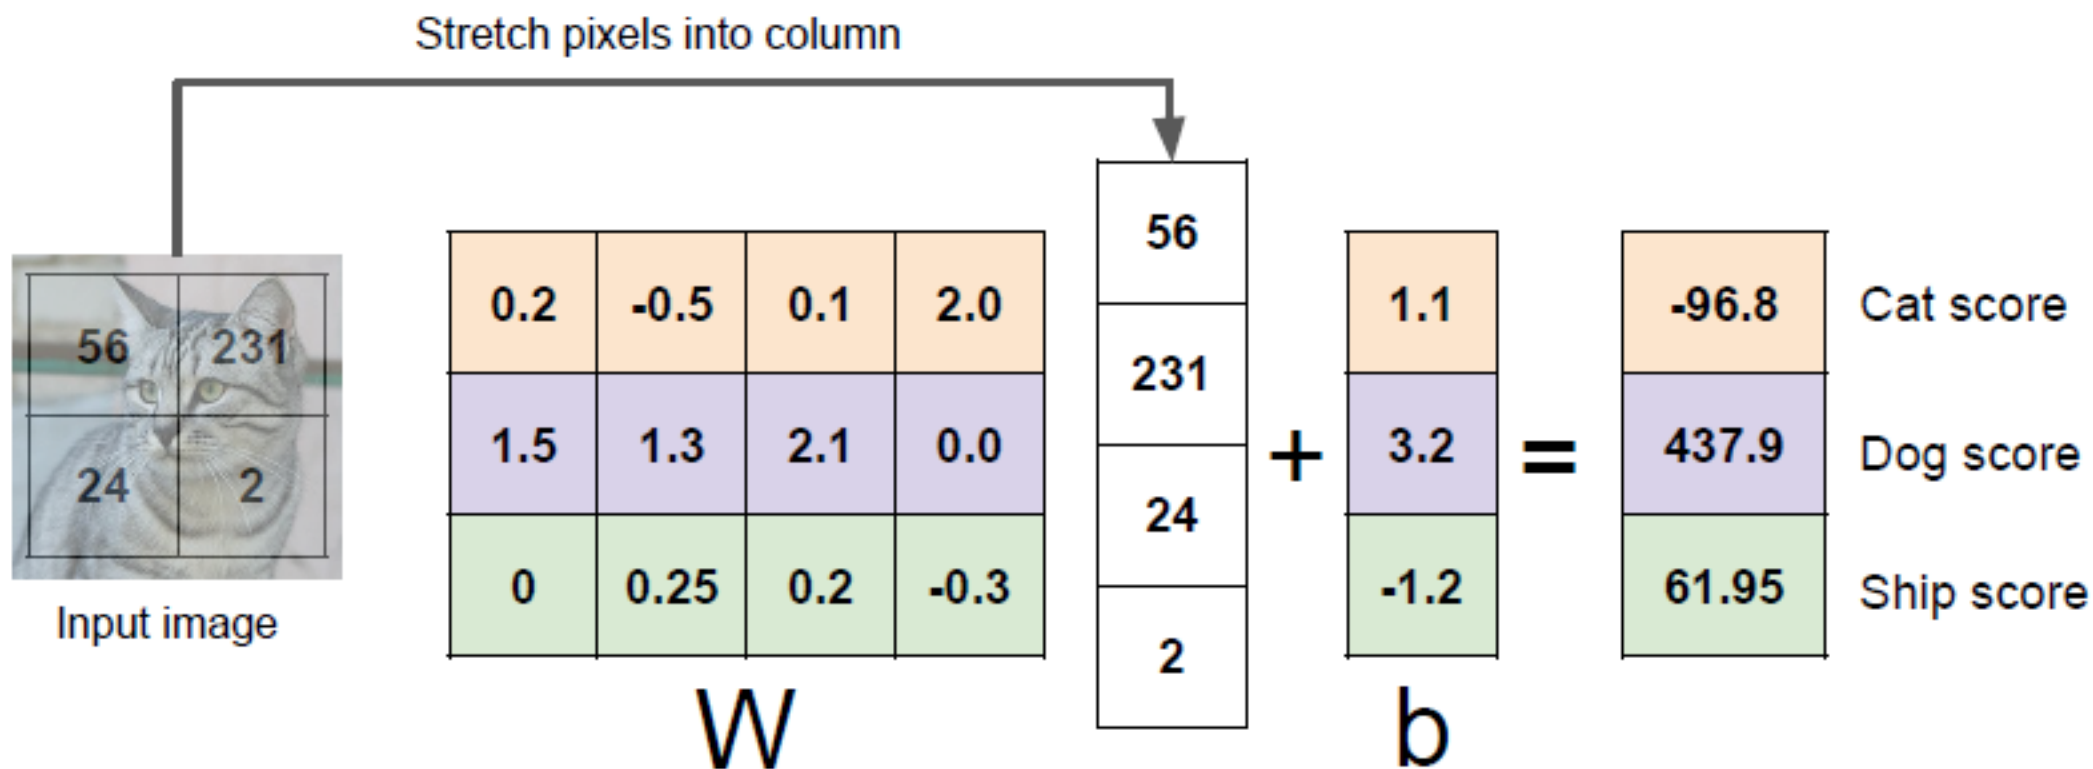 Stretch pixels into column
56 231
24 2
Input image
0.2 -0.5 0.1 2.0
1.5 1.3 2.1 0.0
0 0.25 0.2 -0.3
W
56
231
24
2
+
1.1
3.2
-1.2
b
=
-96.8 Cat score
437.9 Dog score
61.95 Ship score